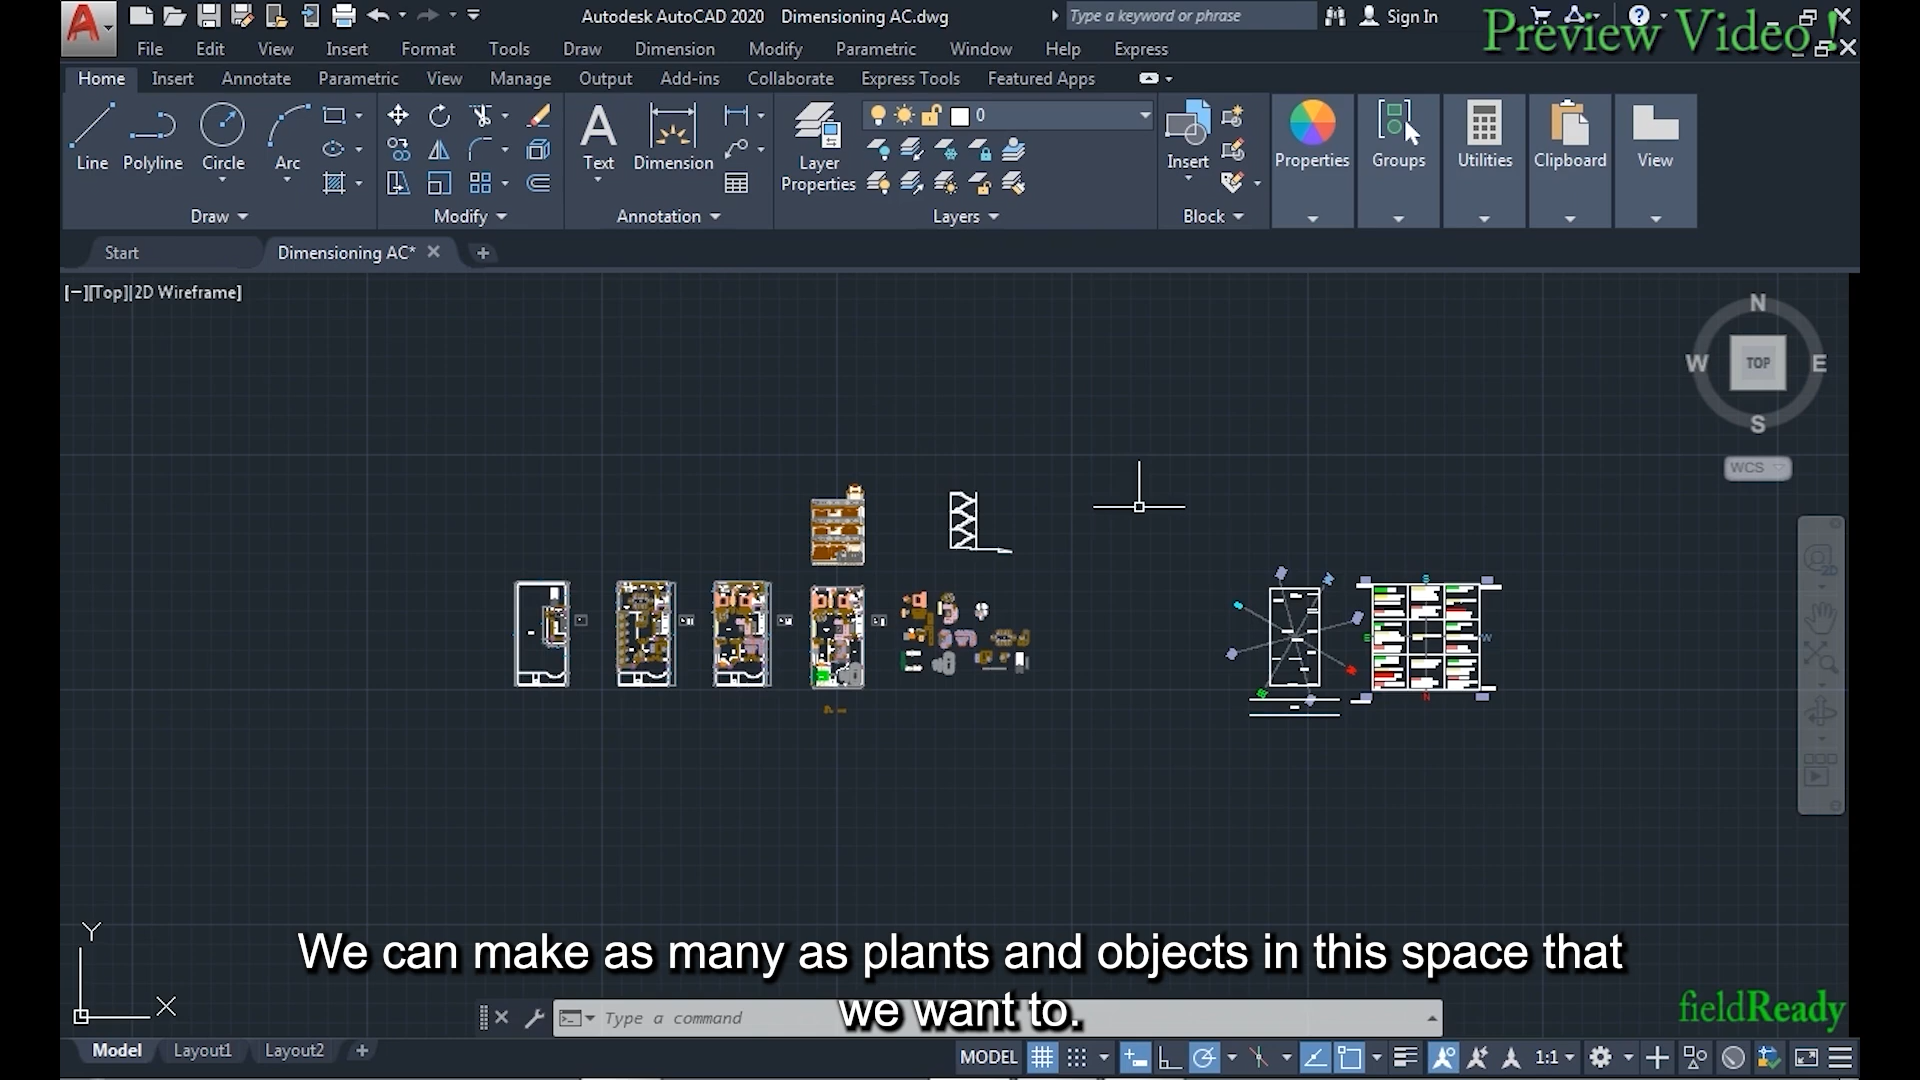 Autodesk AutoCAD 2020 Dimensioning AC.dwg
Type a keyword or phrase
Sign In
Preview Video !
File Edit View Insert Format Tools Draw Dimension Modify Parametric Window Help Express
Home Insert Annotate Parametric View Manage Output Add-ins Collaborate Express Tools Featured Apps
0
Line Polyline Circle Arc
Text Dimension
Layer Properties
Insert
Properties Groups Utilities Clipboard View
Draw Modify Annotation Layers Block
Start Dimensioning AC*
[−][Top][2D Wireframe]
N
W TOP E
S
WCS
2D
Y
X
We can make as many as plants and objects in this space that
we want to.
Type a command
fieldReady
Model Layout1 Layout2
MODEL 1:1